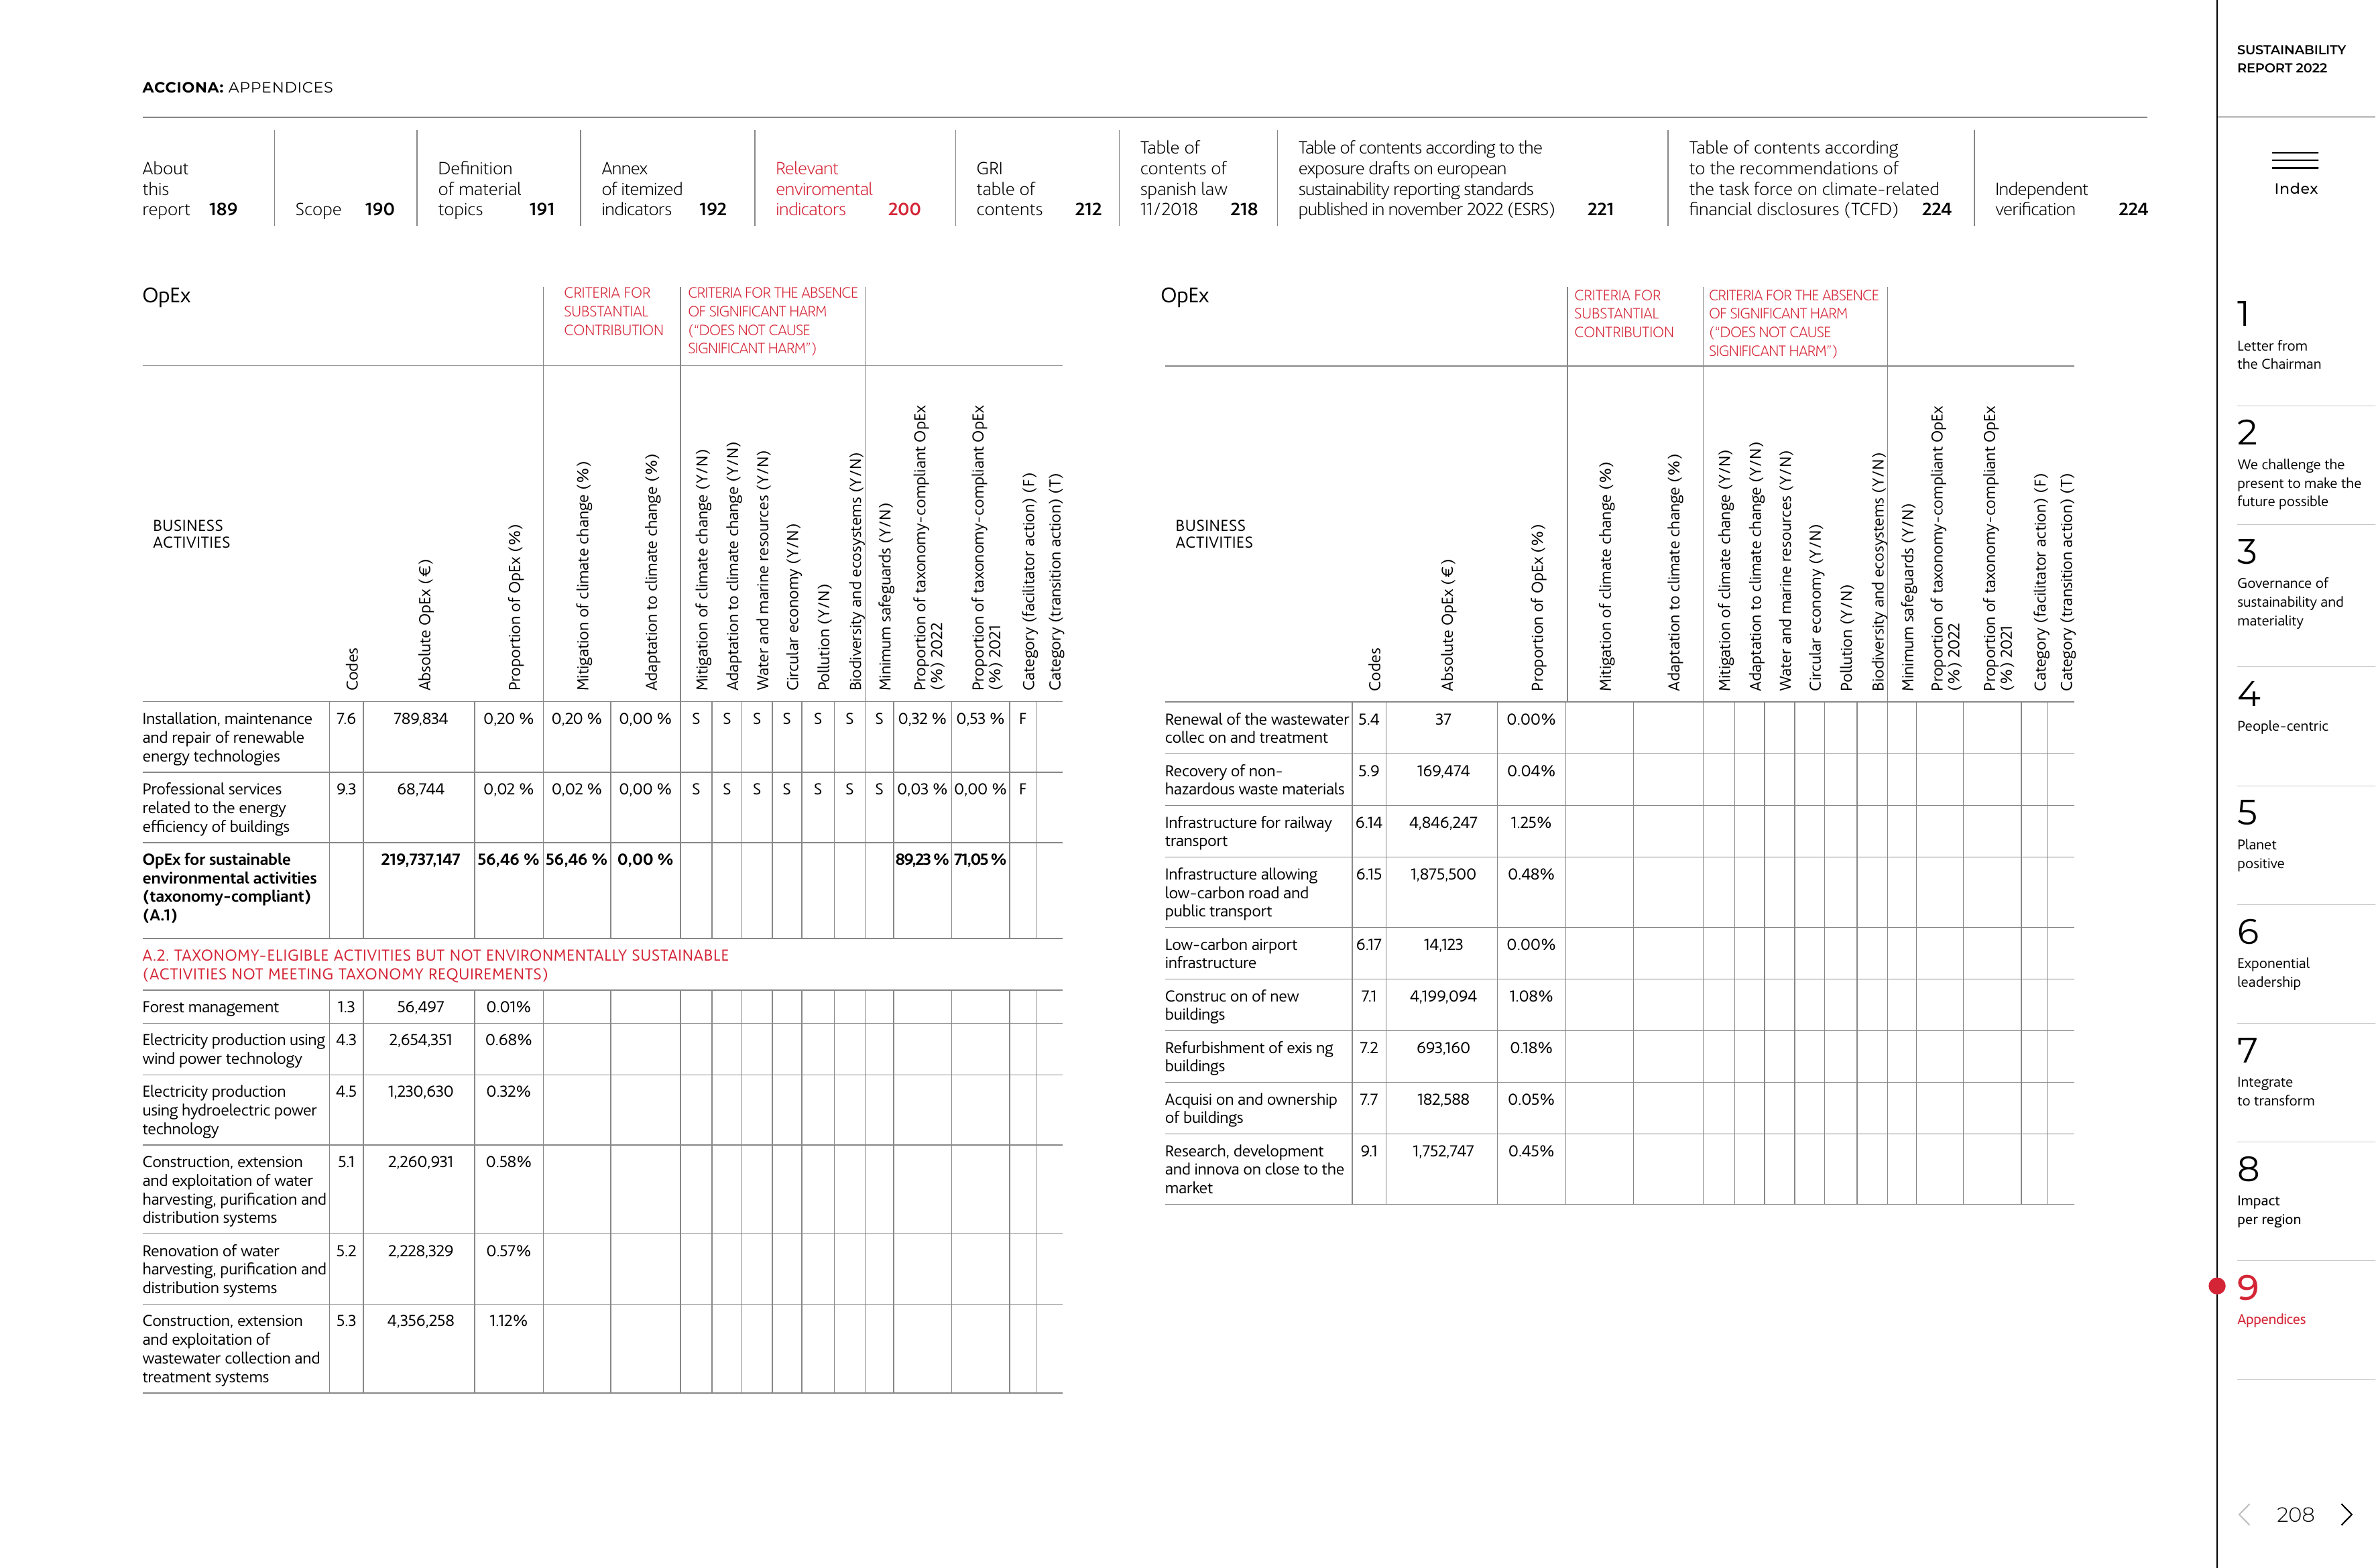 ACCIONA: APPENDICES
SUSTAINABILITY
REPORT 2022
About
this
report 189
Scope 190
Definition
of material
topics 191
Annex
of itemized
indicators 192
Relevant
enviromental
indicators 200
GRI
table of
contents 212
Table of
contents of
spanish law
11/2018 218
Table of contents according to the
exposure drafts on european
sustainability reporting standards
published in november 2022 (ESRS) 221
Table of contents according
to the recommendations of
the task force on climate-related
financial disclosures (TCFD) 224
Independent
verification 224
Index
OpEx
CRITERIA FOR
SUBSTANTIAL
CONTRIBUTION
CRITERIA FOR THE ABSENCE
OF SIGNIFICANT HARM
("DOES NOT CAUSE
SIGNIFICANT HARM")
BUSINESS
ACTIVITIES
Codes
Absolute OpEx (€)
Proportion of OpEx (%)
Mitigation of climate change (%)
Adaptation to climate change (%)
Mitigation of climate change (Y/N)
Adaptation to climate change (Y/N)
Water and marine resources (Y/N)
Circular economy (Y/N)
Pollution (Y/N)
Biodiversity and ecosystems (Y/N)
Minimum safeguards (Y/N)
Proportion of taxonomy-compliant OpEx
(%) 2022
Proportion of taxonomy-compliant OpEx
(%) 2021
Category (facilitator action) (F)
Category (transition action) (T)
Installation, maintenance 7.6 789,834 0,20 % 0,20 % 0,00 % S S S S S S S 0,32 % 0,53 % F
and repair of renewable
energy technologies
Professional services 9.3 68,744 0,02 % 0,02 % 0,00 % S S S S S S S 0,03 % 0,00 % F
related to the energy
efficiency of buildings
OpEx for sustainable 219,737,147 56,46 % 56,46 % 0,00 % 89,23 % 71,05 %
environmental activities
(taxonomy-compliant)
(A.1)
A.2. TAXONOMY-ELIGIBLE ACTIVITIES BUT NOT ENVIRONMENTALLY SUSTAINABLE
(ACTIVITIES NOT MEETING TAXONOMY REQUIREMENTS)
Forest management 1.3 56,497 0.01%
Electricity production using 4.3 2,654,351 0.68%
wind power technology
Electricity production 4.5 1,230,630 0.32%
using hydroelectric power
technology
Construction, extension 5.1 2,260,931 0.58%
and exploitation of water
harvesting, purification and
distribution systems
Renovation of water 5.2 2,228,329 0.57%
harvesting, purification and
distribution systems
Construction, extension 5.3 4,356,258 1.12%
and exploitation of
wastewater collection and
treatment systems
OpEx
CRITERIA FOR
SUBSTANTIAL
CONTRIBUTION
CRITERIA FOR THE ABSENCE
OF SIGNIFICANT HARM
("DOES NOT CAUSE
SIGNIFICANT HARM")
BUSINESS
ACTIVITIES
Codes
Absolute OpEx (€)
Proportion of OpEx (%)
Mitigation of climate change (%)
Adaptation to climate change (%)
Mitigation of climate change (Y/N)
Adaptation to climate change (Y/N)
Water and marine resources (Y/N)
Circular economy (Y/N)
Pollution (Y/N)
Biodiversity and ecosystems (Y/N)
Minimum safeguards (Y/N)
Proportion of taxonomy-compliant OpEx
(%) 2022
Proportion of taxonomy-compliant OpEx
(%) 2021
Category (facilitator action) (F)
Category (transition action) (T)
Renewal of the wastewater 5.4 37 0.00%
collec on and treatment
Recovery of non- 5.9 169,474 0.04%
hazardous waste materials
Infrastructure for railway 6.14 4,846,247 1.25%
transport
Infrastructure allowing 6.15 1,875,500 0.48%
low-carbon road and
public transport
Low-carbon airport 6.17 14,123 0.00%
infrastructure
Construc on of new 7.1 4,199,094 1.08%
buildings
Refurbishment of exis ng 7.2 693,160 0.18%
buildings
Acquisi on and ownership 7.7 182,588 0.05%
of buildings
Research, development 9.1 1,752,747 0.45%
and innova on close to the
market
1
Letter from
the Chairman
2
We challenge the
present to make the
future possible
3
Governance of
sustainability and
materiality
4
People-centric
5
Planet
positive
6
Exponential
leadership
7
Integrate
to transform
8
Impact
per region
9
Appendices
208